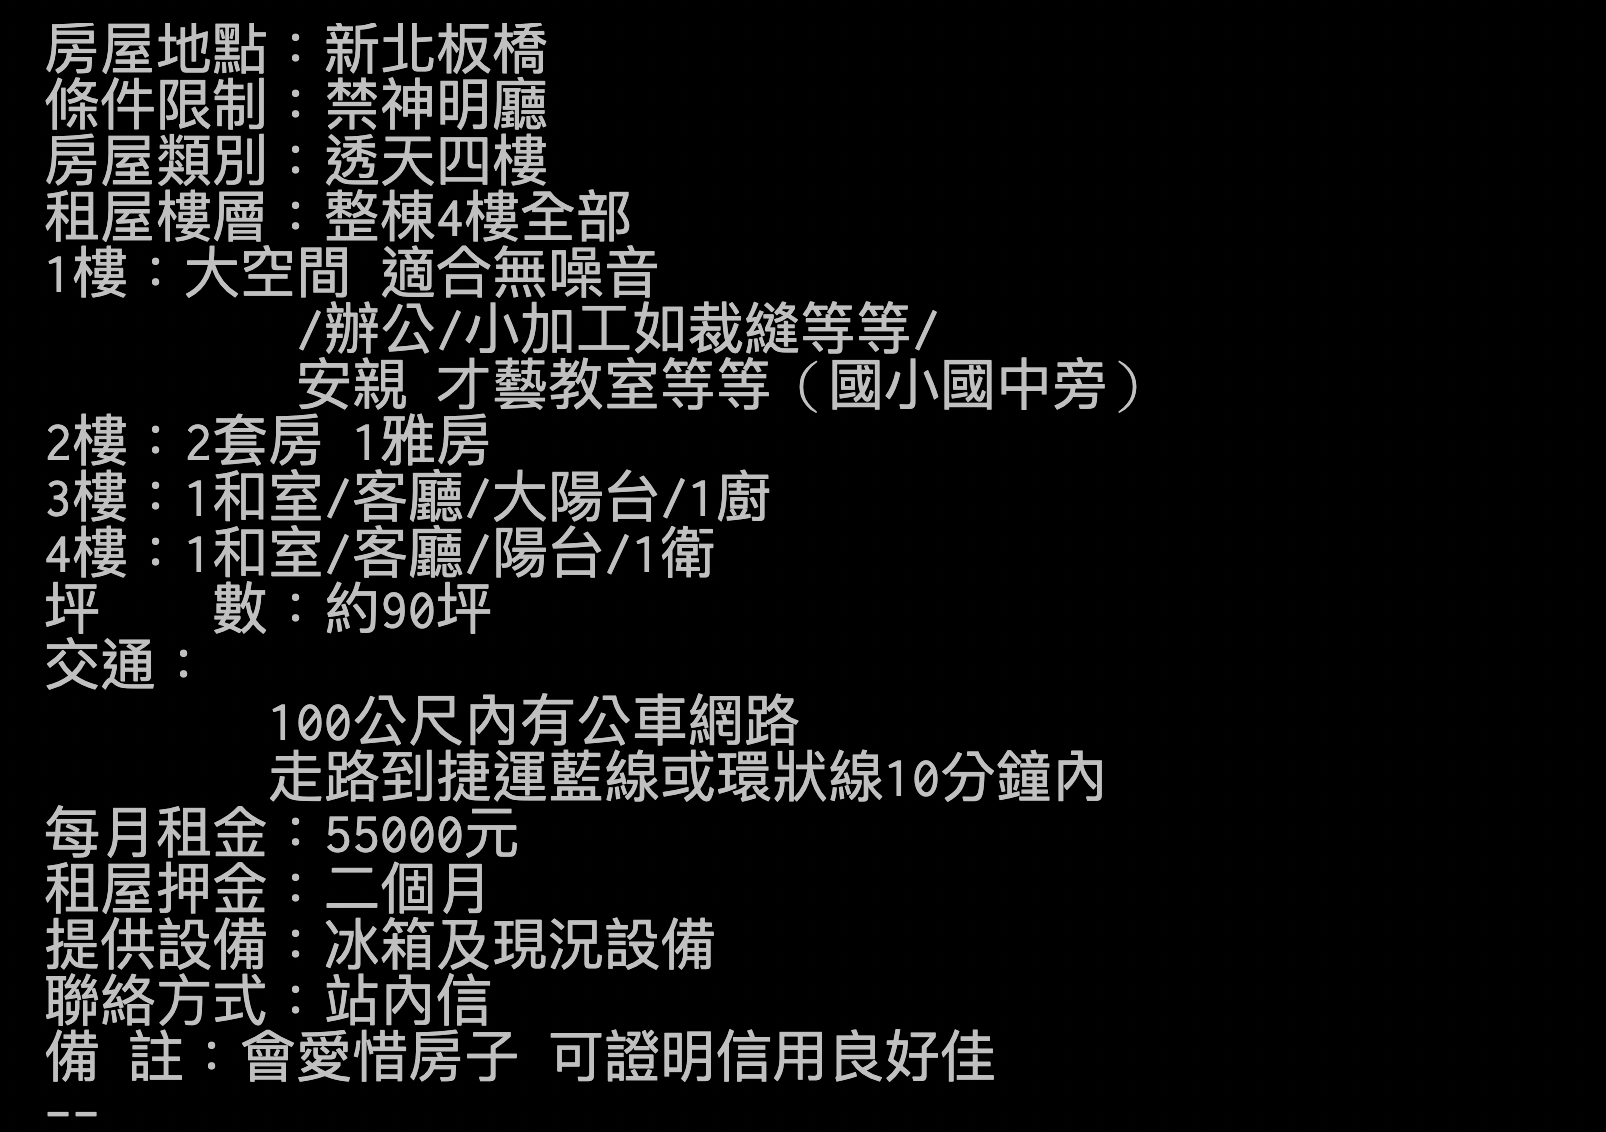 房屋地點：新北板橋
條件限制：禁神明廳
房屋類別：透天四樓
租屋樓層：整棟4樓全部
1樓：大空間 適合無噪音
/辦公/小加工如裁縫等等/
安親 才藝教室等等（國小國中旁）
2樓：2套房 1雅房
3樓：1和室/客廳/大陽台/1廚
4樓：1和室/客廳/陽台/1衛
坪　　數：約90坪
交通：
100公尺內有公車網路
走路到捷運藍線或環狀線10分鐘內
每月租金：55000元
租屋押金：二個月
提供設備：冰箱及現況設備
聯絡方式：站內信
備 註：會愛惜房子 可證明信用良好佳
--